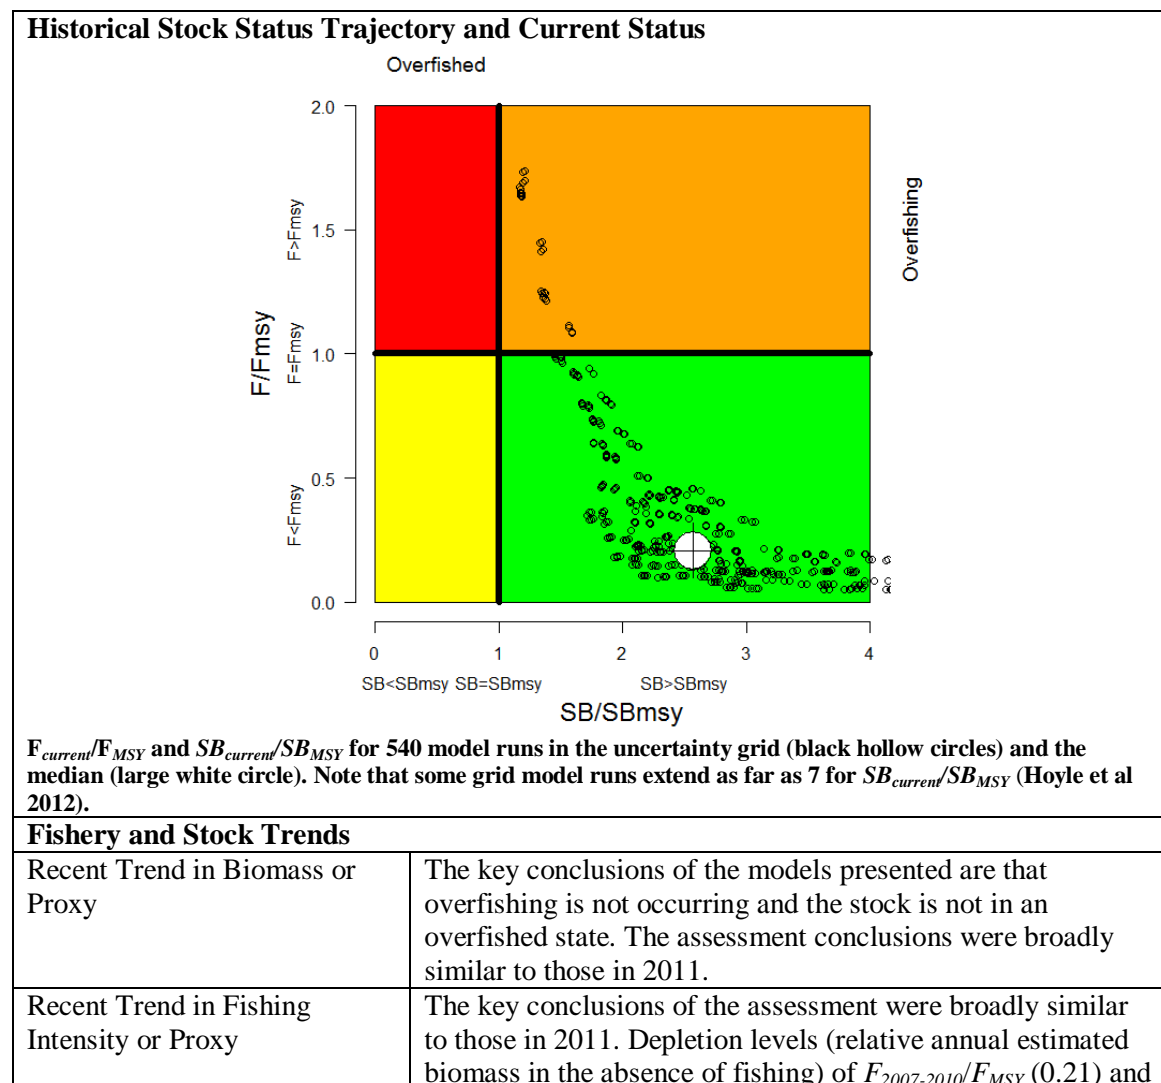 Historical Stock Status Trajectory and Current Status
Overfished
2.0
1.5
1.0
0.5
0.0
F>Fmsy
F=Fmsy
F<Fmsy
F/Fmsy
Overfishing
0 1 2 3 4
SB<SBmsy SB=SBmsy SB>SBmsy
SB/SBmsy
Fcurrent/FMSY and SBcurrent/SBMSY for 540 model runs in the uncertainty grid (black hollow circles) and the
median (large white circle). Note that some grid model runs extend as far as 7 for SBcurrent/SBMSY (Hoyle et al
2012).
Fishery and Stock Trends
Recent Trend in Biomass or
Proxy
The key conclusions of the models presented are that
overfishing is not occurring and the stock is not in an
overfished state. The assessment conclusions were broadly
similar to those in 2011.
Recent Trend in Fishing
Intensity or Proxy
The key conclusions of the assessment were broadly similar
to those in 2011. Depletion levels (relative annual estimated
biomass in the absence of fishing) of F2007-2010/FMSY (0.21) and